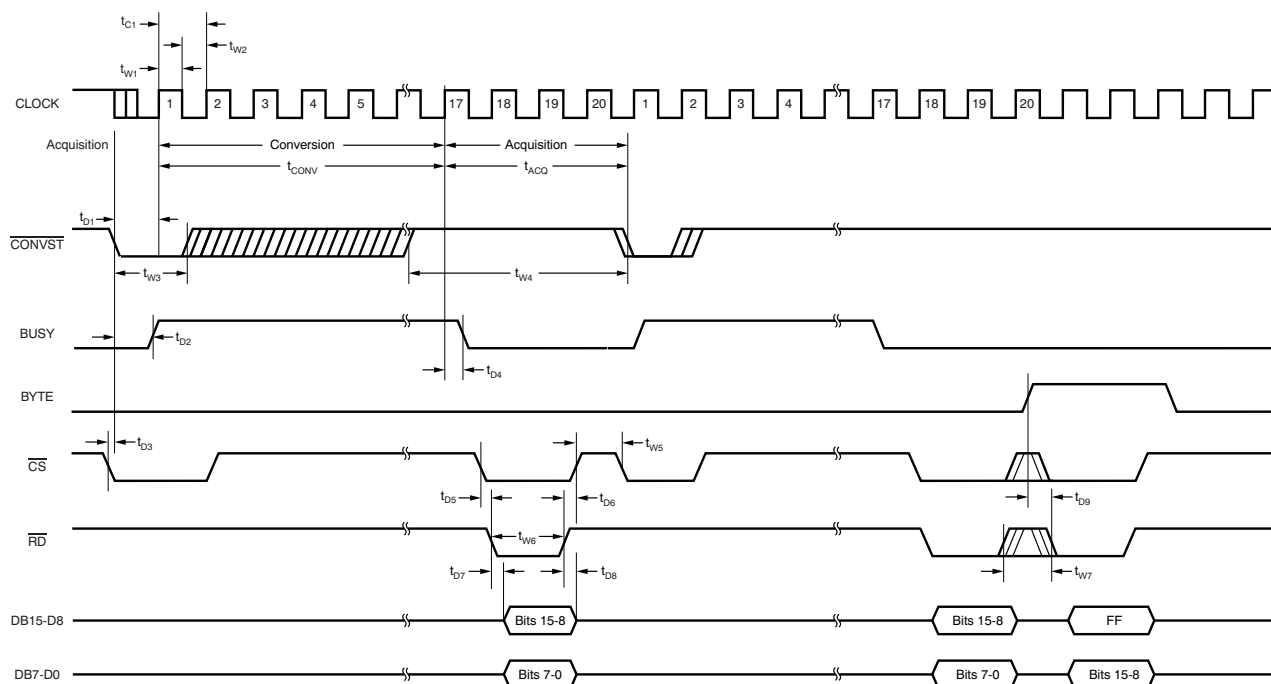 tC1
tW2
tW1
CLOCK 1 2 3 4 5 17 18 19 20 1 2 3 4 17 18 19 20
Acquisition Conversion Acquisition
tCONV tACQ
tD1
CONVST
tW3 tW4
BUSY
tD2
tD4
BYTE
tD3 tW5
CS
tD5 tD6 tD9
RD
tW6
tD7 tD8 tW7
DB15-D8 Bits 15-8 Bits 15-8 FF
DB7-D0 Bits 7-0 Bits 7-0 Bits 15-8